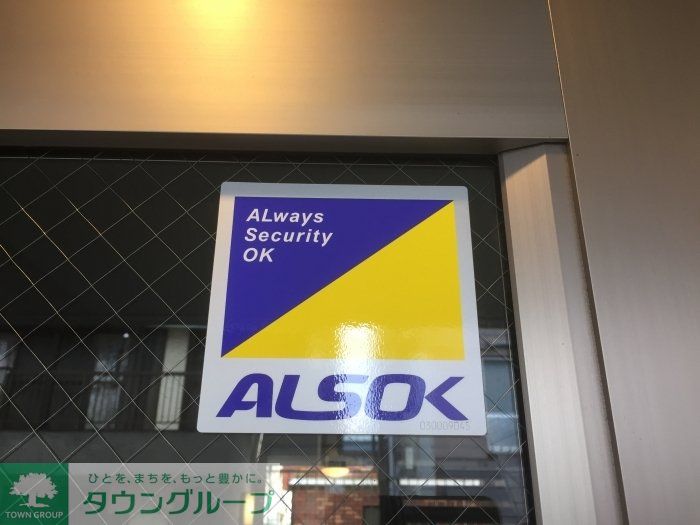 ALways
Security
OK
ALSOK
030009045
ひとを、まちを、もっと豊かに。
タウングループ
TOWN GROUP